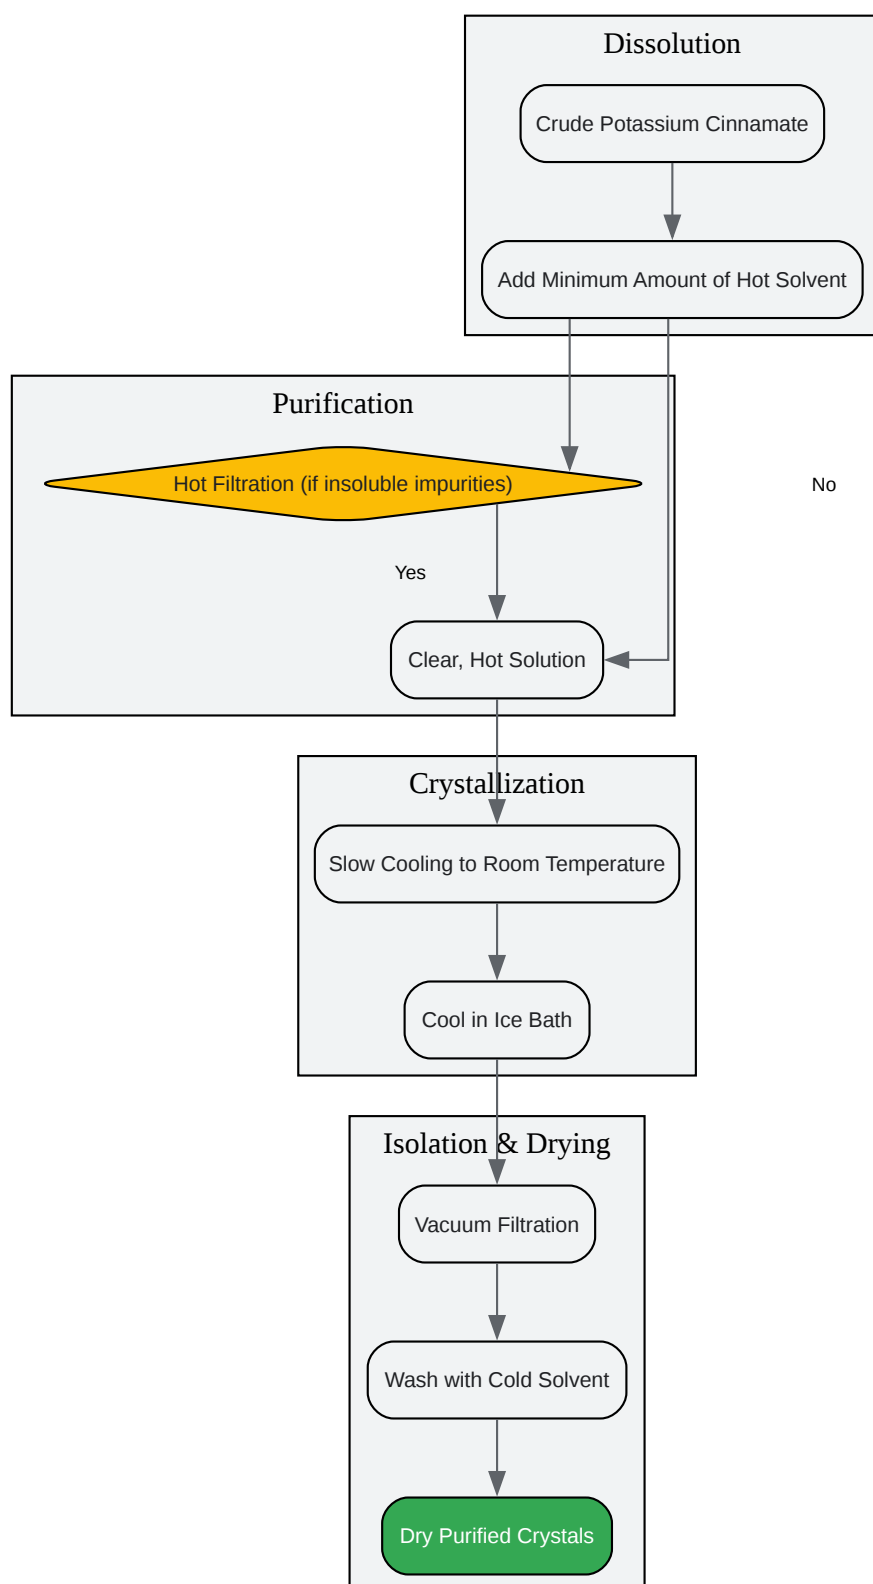 Dissolution
Crude Potassium Cinnamate
Add Minimum Amount of Hot Solvent
Purification
Hot Filtration (if insoluble impurities)
No
Yes
Clear, Hot Solution
Crystallization
Slow Cooling to Room Temperature
Cool in Ice Bath
Isolation & Drying
Vacuum Filtration
Wash with Cold Solvent
Dry Purified Crystals